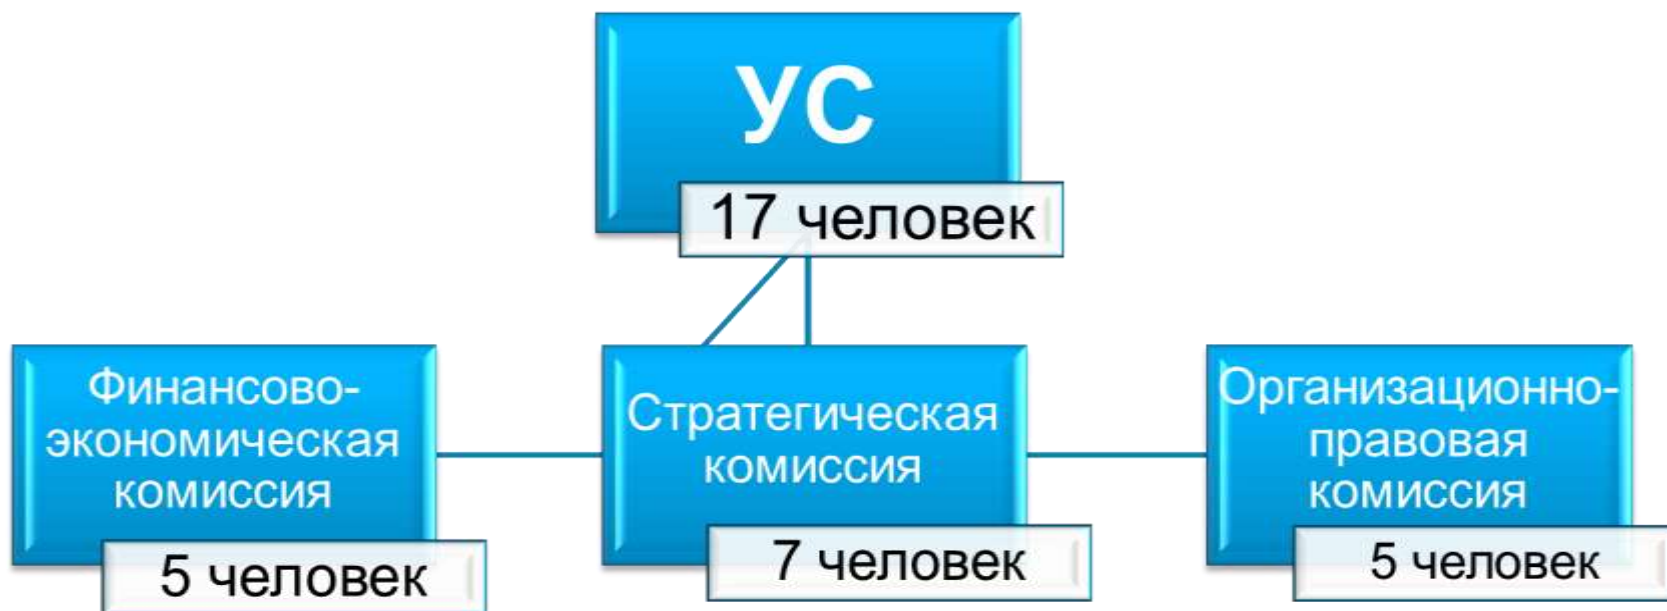 УС
17 человек
Финансово-
экономическая
комиссия
5 человек
Стратегическая
комиссия
7 человек
Организационно-
правовая
комиссия
5 человек